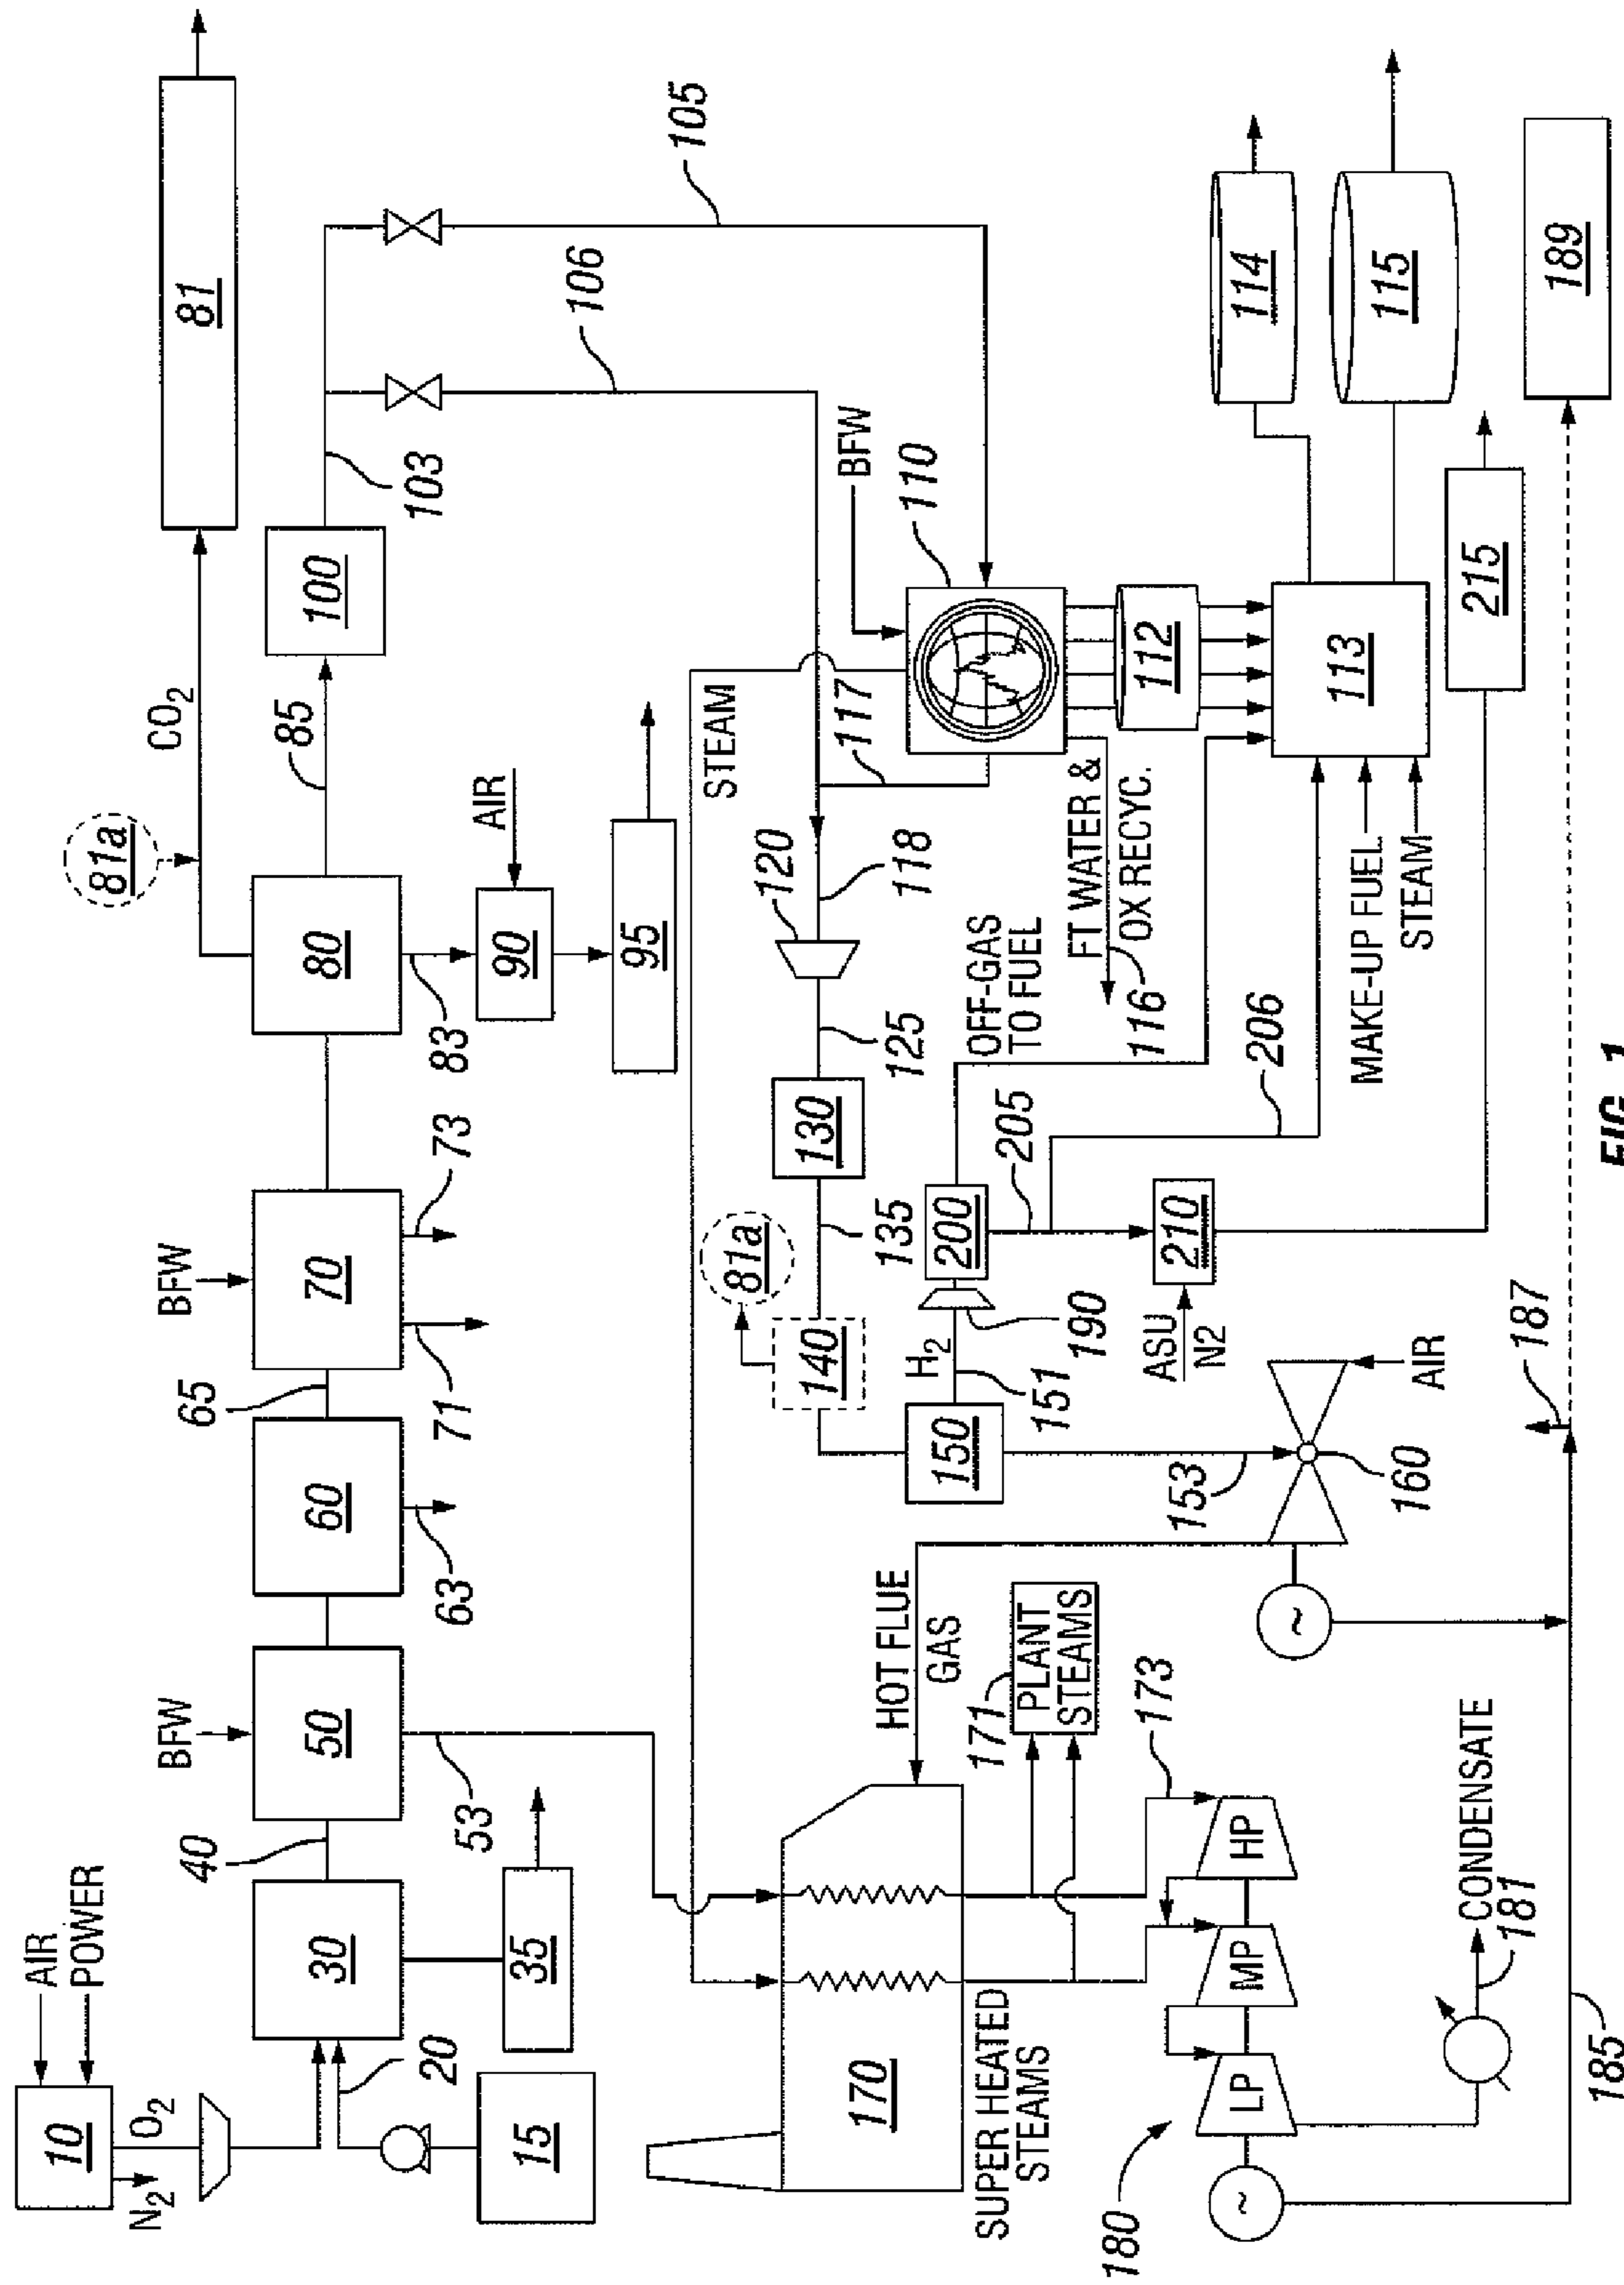 AIR
POWER
10
O2
N2
15
20
30
35
40
BFW
50
53
60
63
65
BFW
70
71
73
80
83
81a
CO2
81
85
AIR
90
95
100
103
105
106
STEAM
BFW
110
117
118
120
125
130
135
140
81a
150
H2
151
153
190
200
205
206
OFF-GAS
TO FUEL
FT WATER &
OX RECYC.
116
112
113
114
115
MAKE-UP FUEL
STEAM
ASU
N2
210
215
AIR
160
HOT FLUE
GAS
170
171
PLANT
STEAMS
SUPER HEATED
STEAMS
173
HP
MP
LP
180
~
~
CONDENSATE
181
185
187
189
FIG. 1